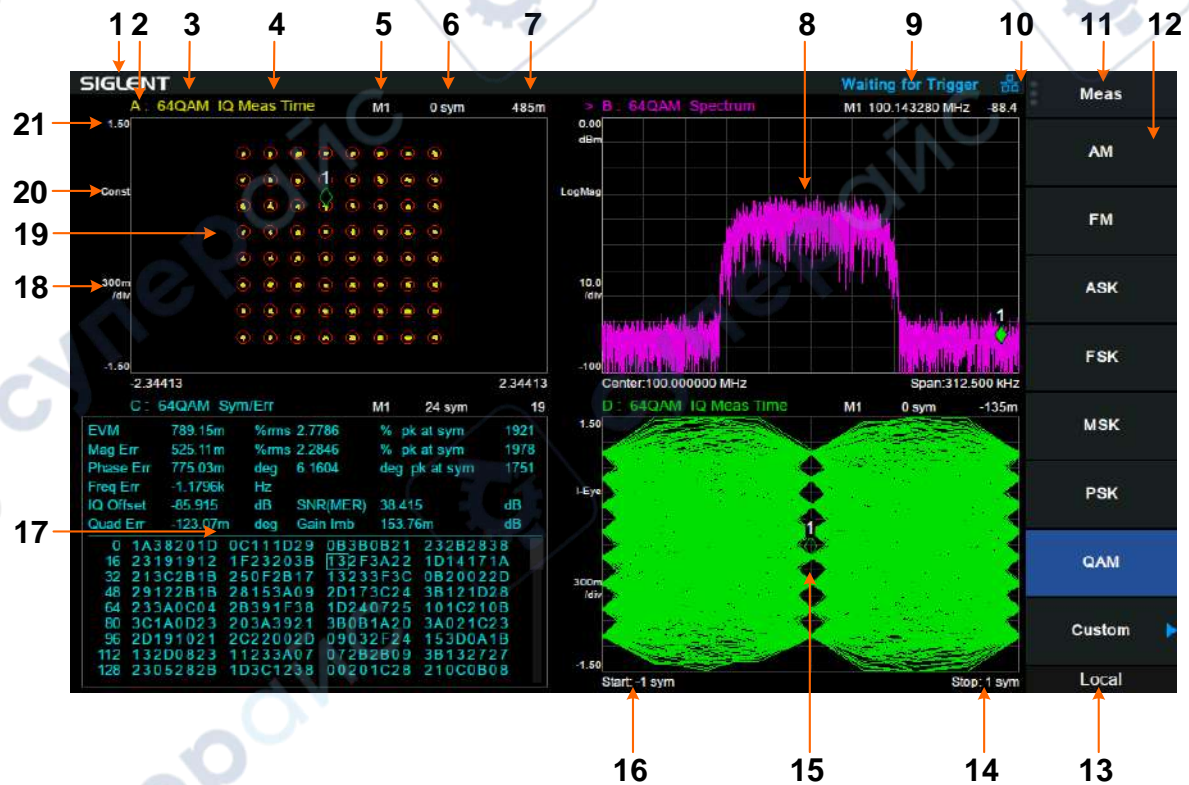 1 2 3 4 5 6 7 8 9 10 11 12
SIGLENT
Waiting for Trigger
Meas
A: 64QAM IQ Meas Time M1 0 sym 485m
> B: 64QAM Spectrum M1 100.143280 MHz -88.4
21
1.50
0.00
dBm
AM
1
20
Const
LogMag
FM
19
18
300m
/div
10.0
/div
ASK
1
FSK
-1.50
-100
-2.34413 2.34413
Center:100.000000 MHz Span:312.500 kHz
C: 64QAM Sym/Err M1 24 sym 19
D: 64QAM IQ Meas Time M1 0 sym -135m
EVM 789.15m %rms 2.7786 % pk at sym 1921
Mag Err 525.11m %rms 2.2846 % pk at sym 1978
Phase Err 775.03m deg 6.1604 deg pk at sym 1751
Freq Err -1.1796k Hz
IQ Offset -85.915 dB SNR(MER) 38.415 dB
Quad Err -123.07m deg Gain Imb 153.76m dB
17
0 1A38201D 0C111D29 0B3B0B21 232B2838
16 23191912 1F23203B 132F3A22 1D14171A
32 213C2B1B 250F2B17 13233F3C 0B20022D
48 29122B1B 28153A09 2D173C24 3B121D28
64 233A0C04 2B391F38 1D240725 101C210B
80 3C1A0D23 203A3921 3B0B1A20 3A021C23
96 2D191021 2C22002D 09032F24 153D0A1B
112 132D0823 11233A07 072B2B09 3B132727
128 2305282B 1D3C1238 00201C28 210C0B08
1.50
I-Eye
1
300m
/div
-1.50
Start: -1 sym Stop: 1 sym
MSK
PSK
QAM
Custom
Local
16 15 14 13
супер
супер
супер
айс